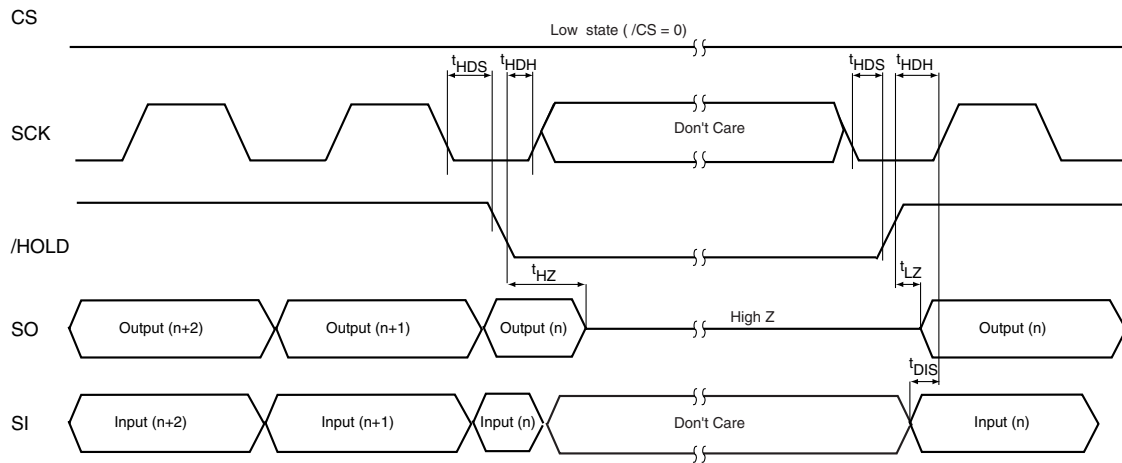 CS
Low state ( /CS = 0)
tHDS tHDH tHDS tHDH
SCK
Don't Care
/HOLD
tHZ tLZ
SO
Output (n+2) Output (n+1) Output (n) High Z Output (n)
tDIS
SI
Input (n+2) Input (n+1) Input (n) Don't Care Input (n)